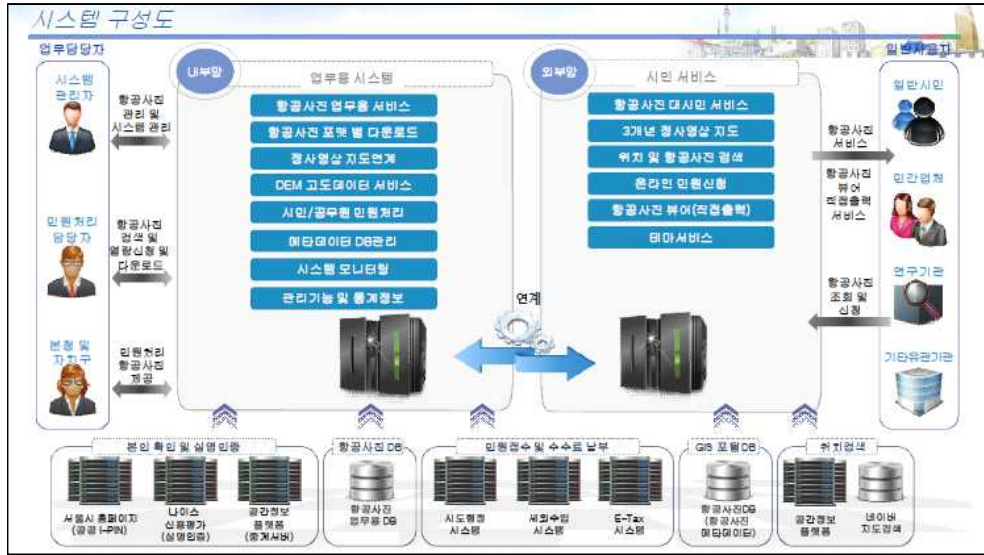 시스템 구성도
업무담당자
일반사용자
시스템
관리자
항공사진
관리 및
시스템 관리
민원처리
담당자
항공사진
검색 및
열람신청 및
다운로드
본청 및
자치구
민원처리
항공사진
제공
내부망
업무용 시스템
항공사진 업무용 서비스
항공사진 포맷 별 다운로드
정사영상 지도연계
DEM 고도데이터 서비스
시민/공무원 민원처리
메타데이터 DB관리
시스템 모니터링
관리기능 및 통계정보
연계
외부망
시민 서비스
항공사진 대시민 서비스
3개년 정사영상 지도
위치 및 항공사진 검색
온라인 민원신청
항공사진 뷰어(직접출력)
테마서비스
항공사진
서비스
항공사진
뷰어
직접출력
서비스
항공사진
조회 및
신청
일반시민
민간업체
연구기관
기타유관기관
본인 확인 및 실명인증
서울시 홈페이지
(공공 I-PIN)
나이스
신용평가
(실명인증)
공간정보
플랫폼
(중계서버)
항공사진 DB
항공사진
업무용 DB
민원접수 및 수수료 납부
시도행정
시스템
세외수입
시스템
E-Tax
시스템
GIS 포털DB
항공사진DB
(항공사진
메타데이터)
위치검색
공간정보
플랫폼
네이버
지도검색